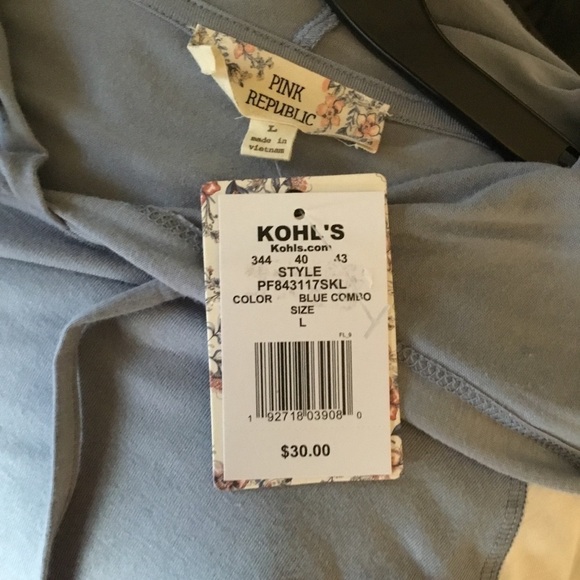 PINK
REPUBLIC
L
made in
vietnam
KOHL'S
Kohls.com
344 40 43
STYLE
PF843117SKL
COLOR BLUE COMBO
SIZE
L
FL_9
1 92718 03908 0
$30.00